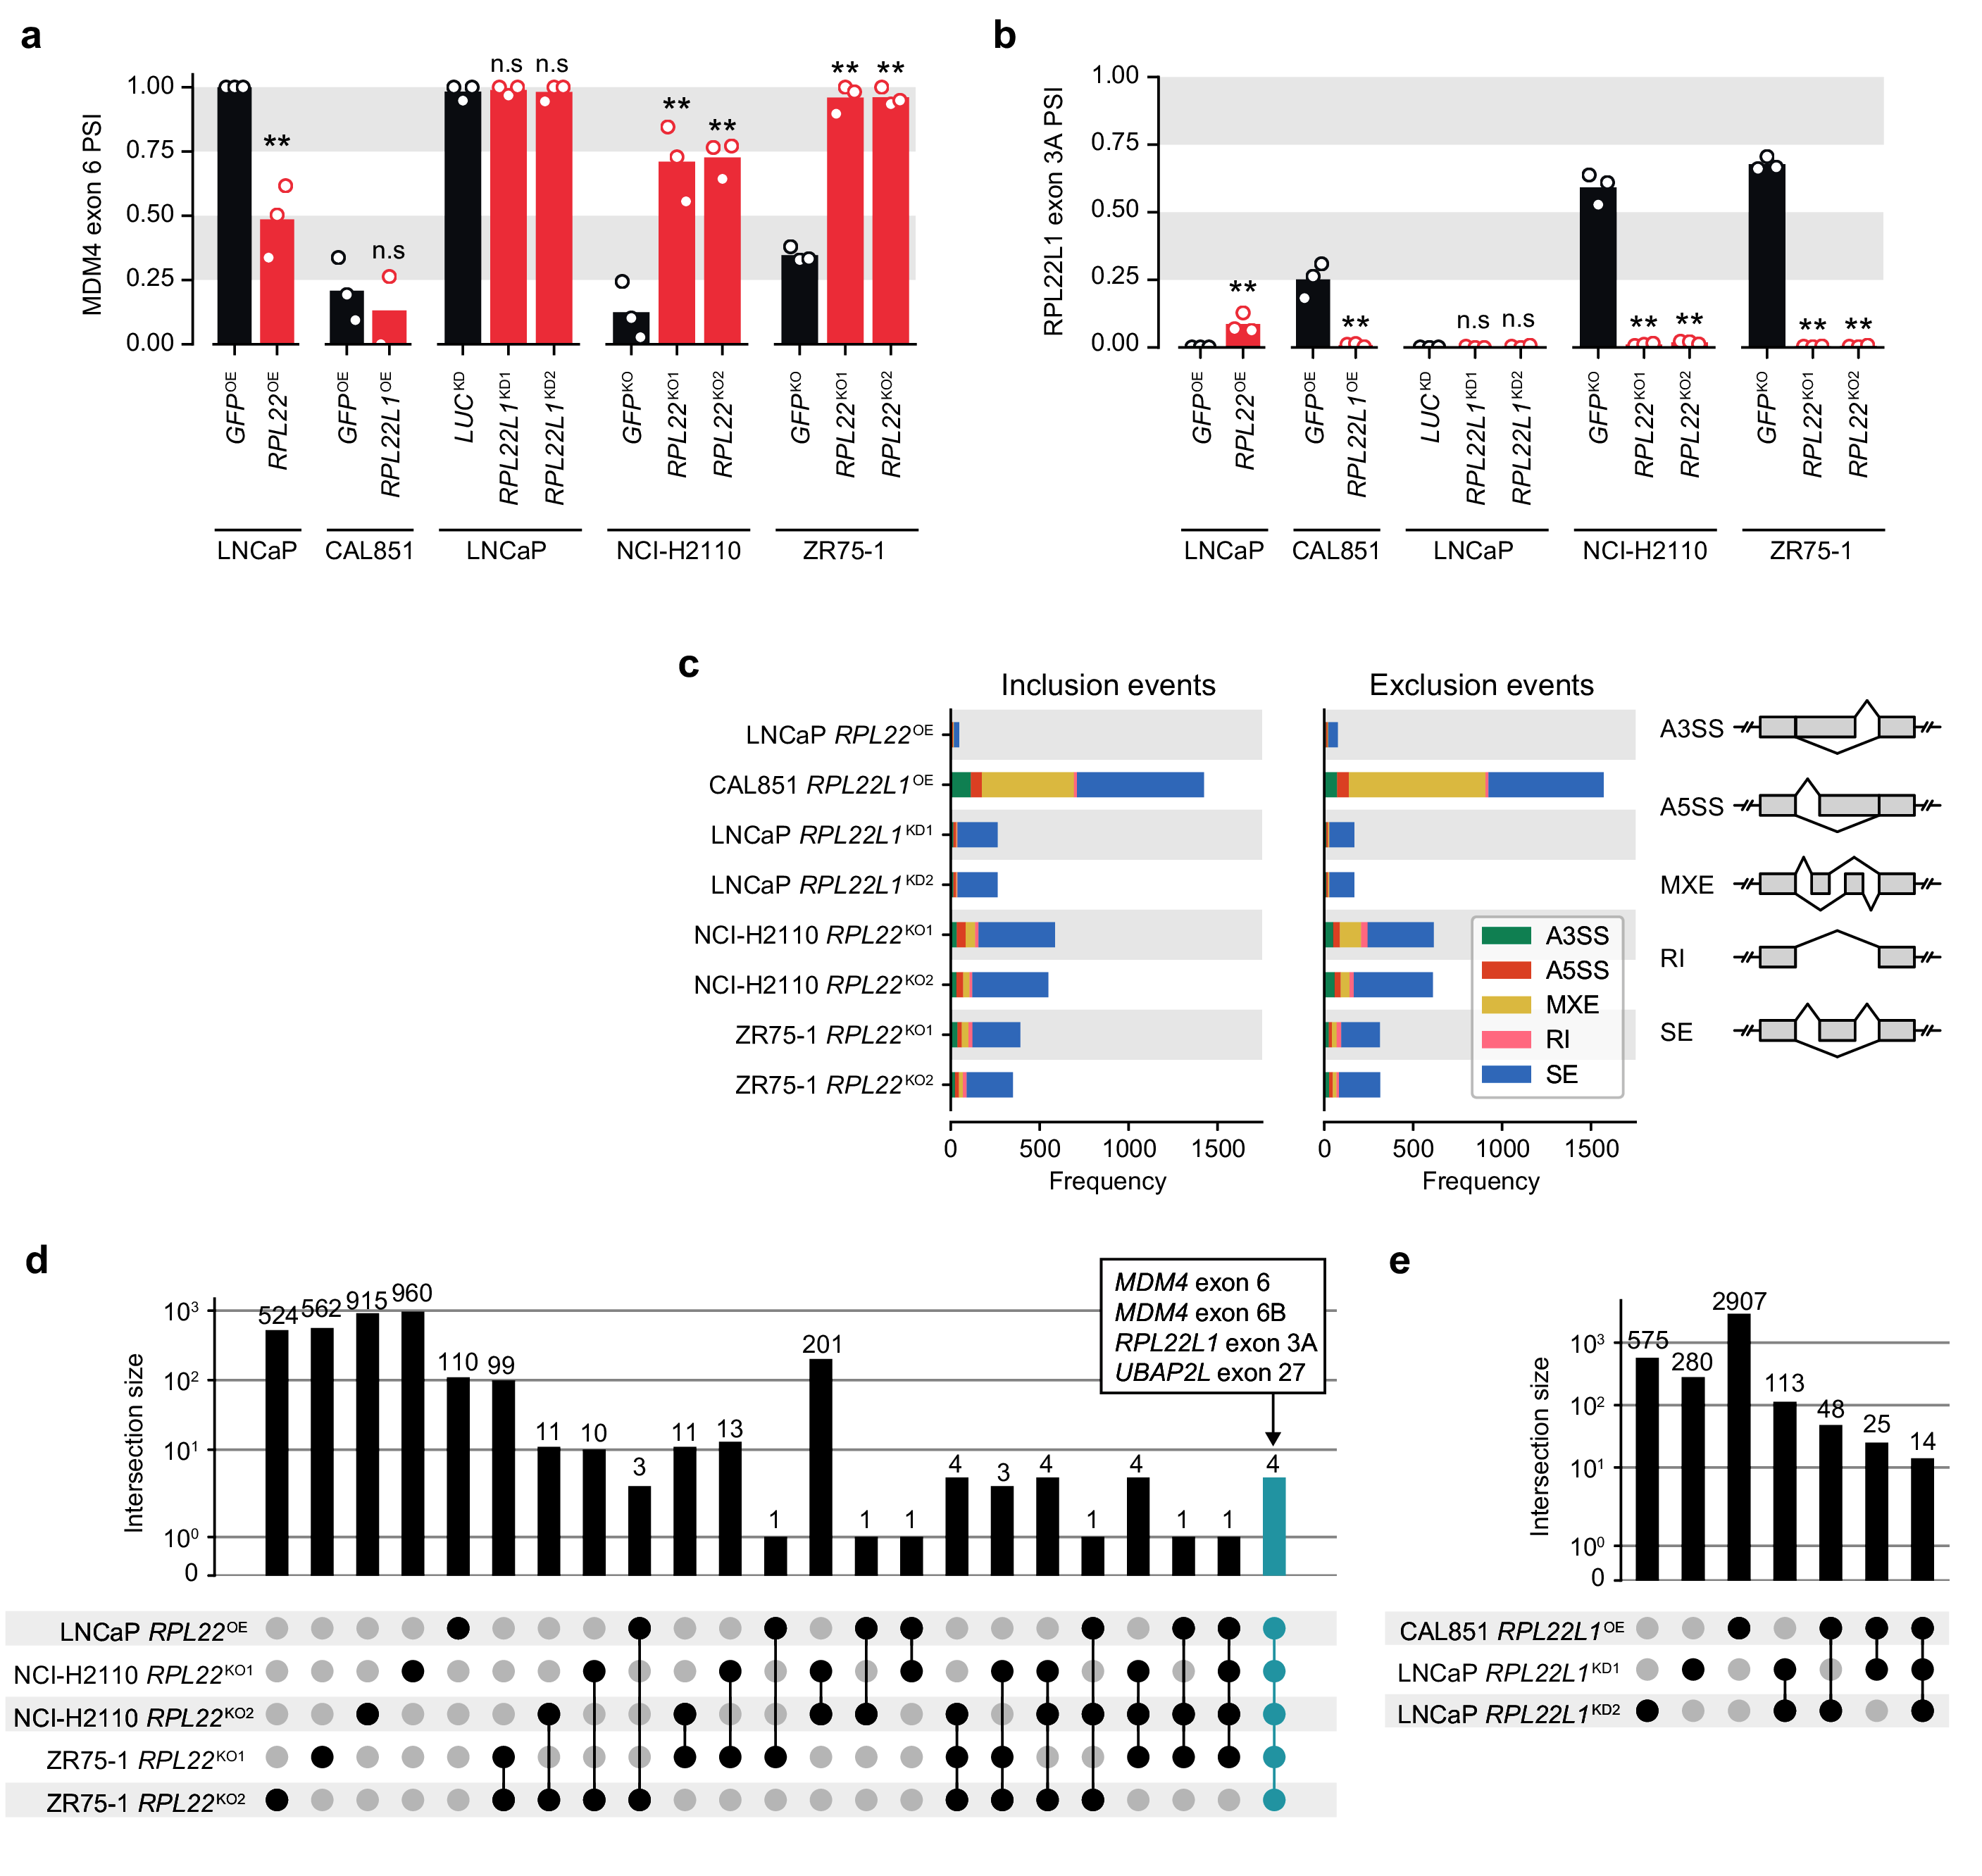 a
MDM4 exon 6 PSI
1.00
0.75
0.50
0.25
0.00
**
n.s
n.s
n.s
**
**
**
**
GFP^OE
RPL22^OE
GFP^OE
RPL22L1^OE
LUC^KD
RPL22L1^KD1
RPL22L1^KD2
GFP^KO
RPL22^KO1
RPL22^KO2
GFP^KO
RPL22^KO1
RPL22^KO2
LNCaP
CAL851
LNCaP
NCI-H2110
ZR75-1
b
RPL22L1 exon 3A PSI
1.00
0.75
0.50
0.25
0.00
**
**
n.s
n.s
**
**
**
**
GFP^OE
RPL22^OE
GFP^OE
RPL22L1^OE
LUC^KD
RPL22L1^KD1
RPL22L1^KD2
GFP^KO
RPL22^KO1
RPL22^KO2
GFP^KO
RPL22^KO1
RPL22^KO2
LNCaP
CAL851
LNCaP
NCI-H2110
ZR75-1
c
Inclusion events
Exclusion events
LNCaP RPL22^OE
CAL851 RPL22L1^OE
LNCaP RPL22L1^KD1
LNCaP RPL22L1^KD2
NCI-H2110 RPL22^KO1
NCI-H2110 RPL22^KO2
ZR75-1 RPL22^KO1
ZR75-1 RPL22^KO2
0 500 1000 1500
Frequency
0 500 1000 1500
Frequency
A3SS
A5SS
MXE
RI
SE
A3SS
A5SS
MXE
RI
SE
d
Intersection size
10^3
10^2
10^1
10^0
0
524 562 915 960 110 99 11 10 3 11 13 1 201 1 1 4 3 4 1 4 1 1 4
MDM4 exon 6
MDM4 exon 6B
RPL22L1 exon 3A
UBAP2L exon 27
LNCaP RPL22^OE
NCI-H2110 RPL22^KO1
NCI-H2110 RPL22^KO2
ZR75-1 RPL22^KO1
ZR75-1 RPL22^KO2
e
Intersection size
10^3
10^2
10^1
10^0
0
575 280 2907 113 48 25 14
CAL851 RPL22L1^OE
LNCaP RPL22L1^KD1
LNCaP RPL22L1^KD2